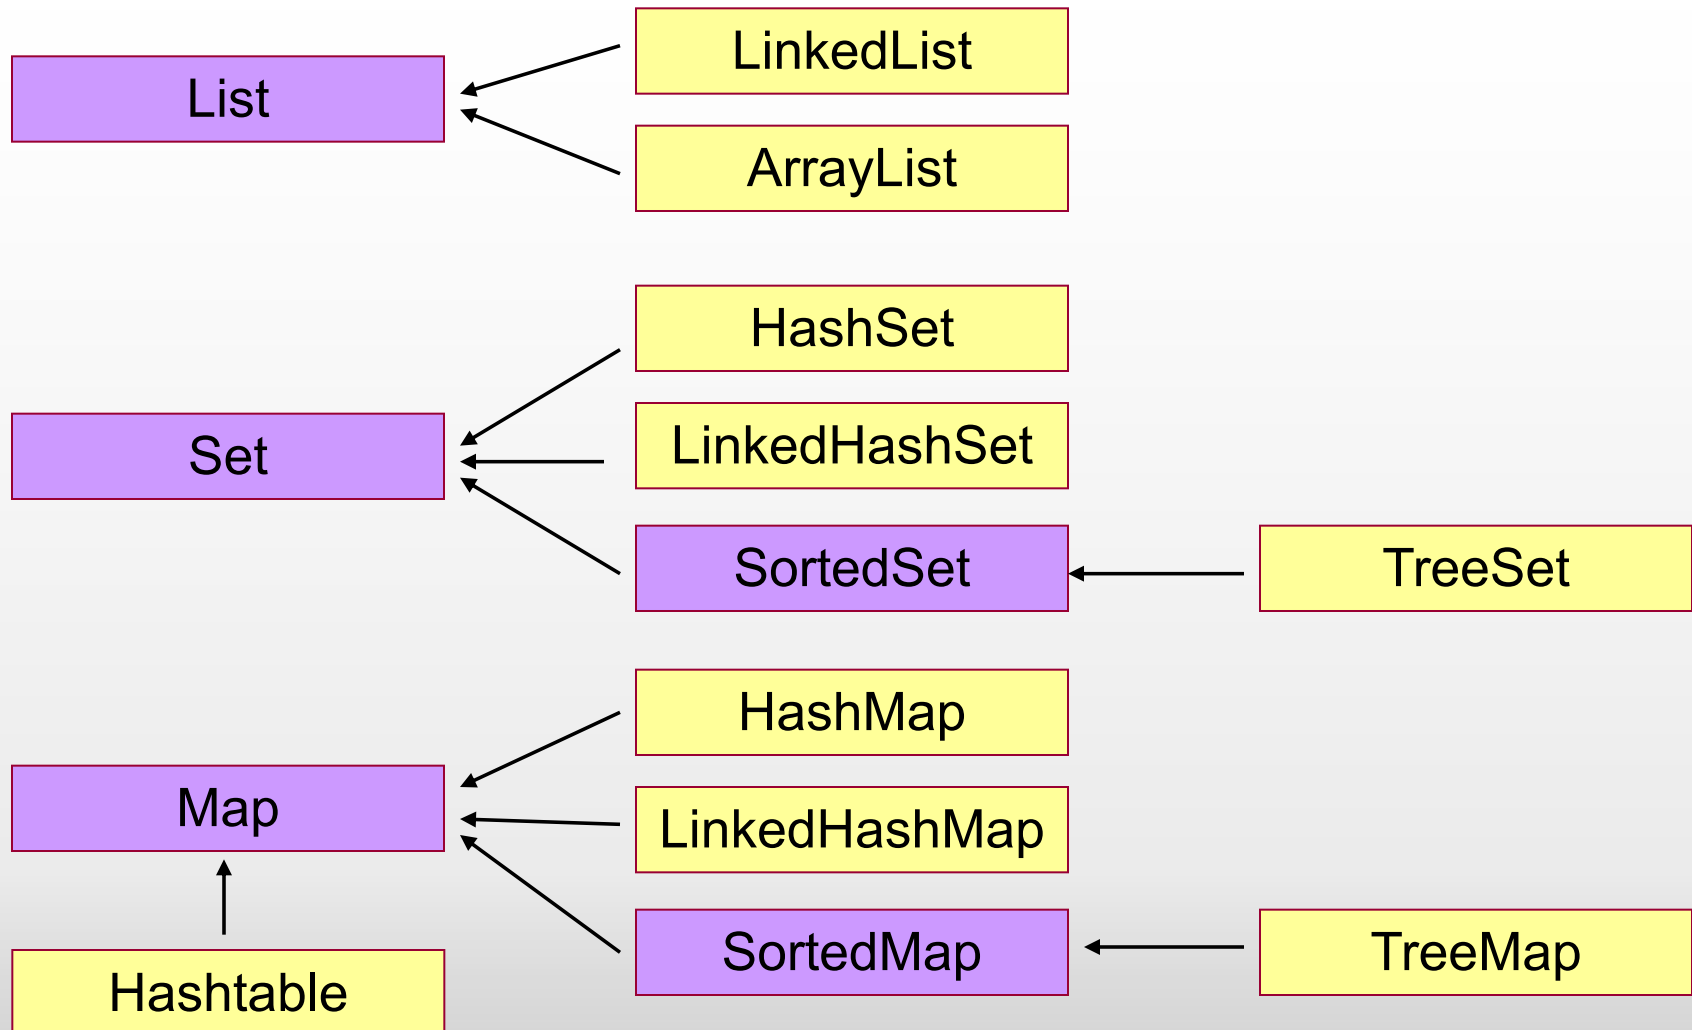 List
LinkedList
ArrayList
Set
HashSet
LinkedHashSet
SortedSet
TreeSet
Map
HashMap
LinkedHashMap
SortedMap
TreeMap
Hashtable